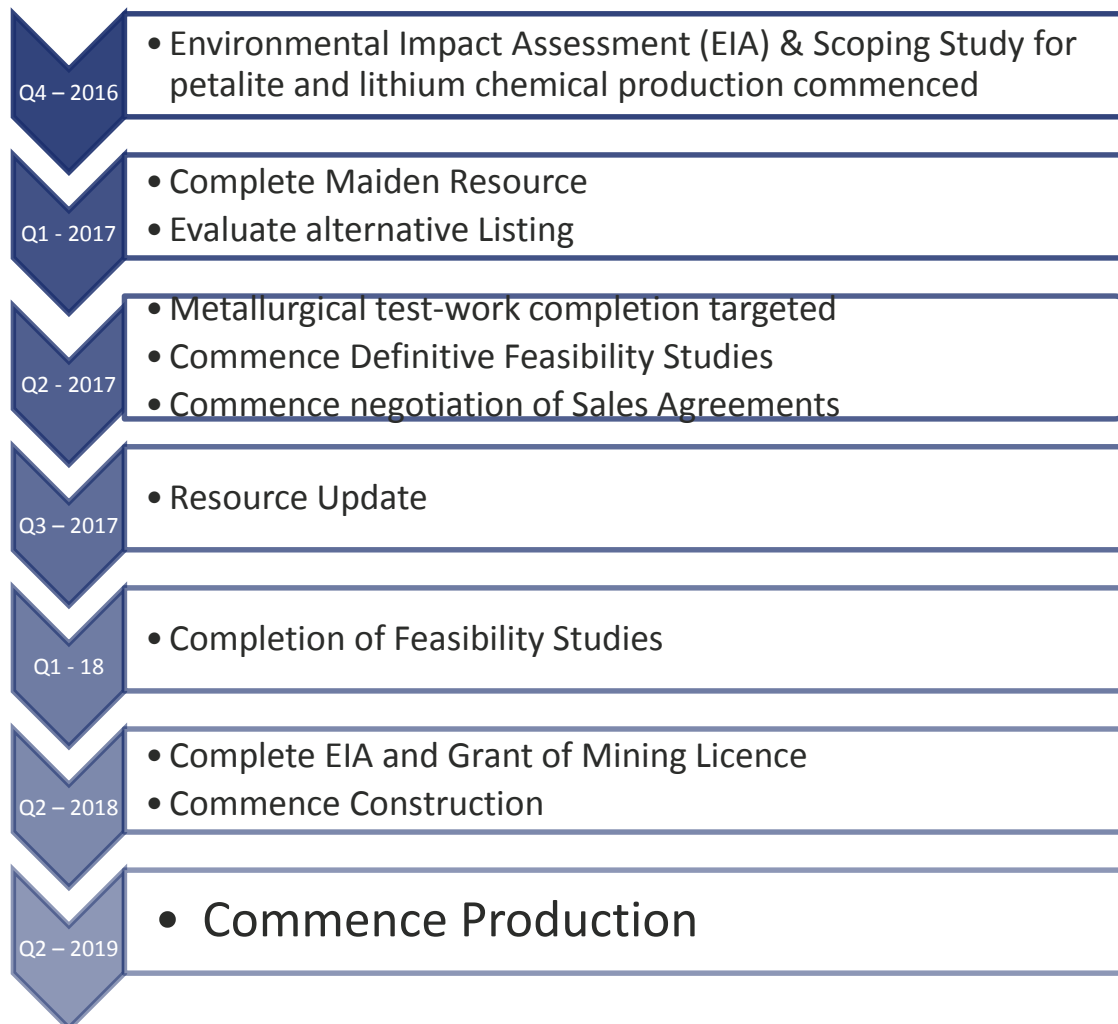 Q4 – 2016
• Environmental Impact Assessment (EIA) & Scoping Study for
petalite and lithium chemical production commenced
Q1 - 2017
• Complete Maiden Resource
• Evaluate alternative Listing
Q2 - 2017
• Metallurgical test-work completion targeted
• Commence Definitive Feasibility Studies
• Commence negotiation of Sales Agreements
Q3 – 2017
• Resource Update
Q1 - 18
• Completion of Feasibility Studies
Q2 – 2018
• Complete EIA and Grant of Mining Licence
• Commence Construction
Q2 – 2019
• Commence Production